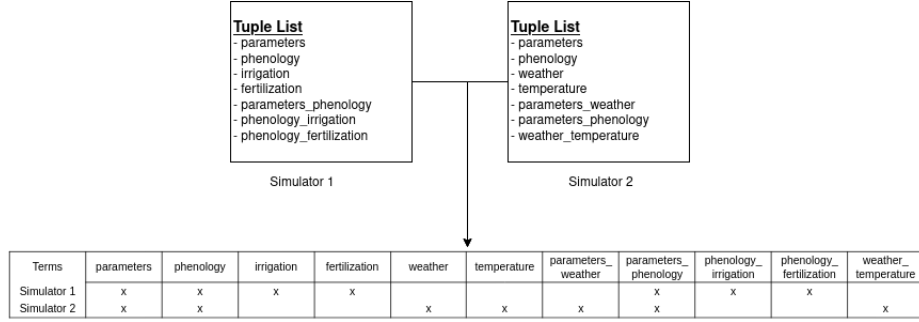 Tuple List
- parameters
- phenology
- irrigation
- fertilization
- parameters_phenology
- phenology_irrigation
- phenology_fertilization
Simulator 1
Tuple List
- parameters
- phenology
- weather
- temperature
- parameters_weather
- parameters_phenology
- weather_temperature
Simulator 2
Terms parameters phenology irrigation fertilization weather temperature parameters_ parameters_ phenology_ phenology_ weather_
weather phenology irrigation fertilization temperature
Simulator 1 x x x x x x x
Simulator 2 x x x x x x x